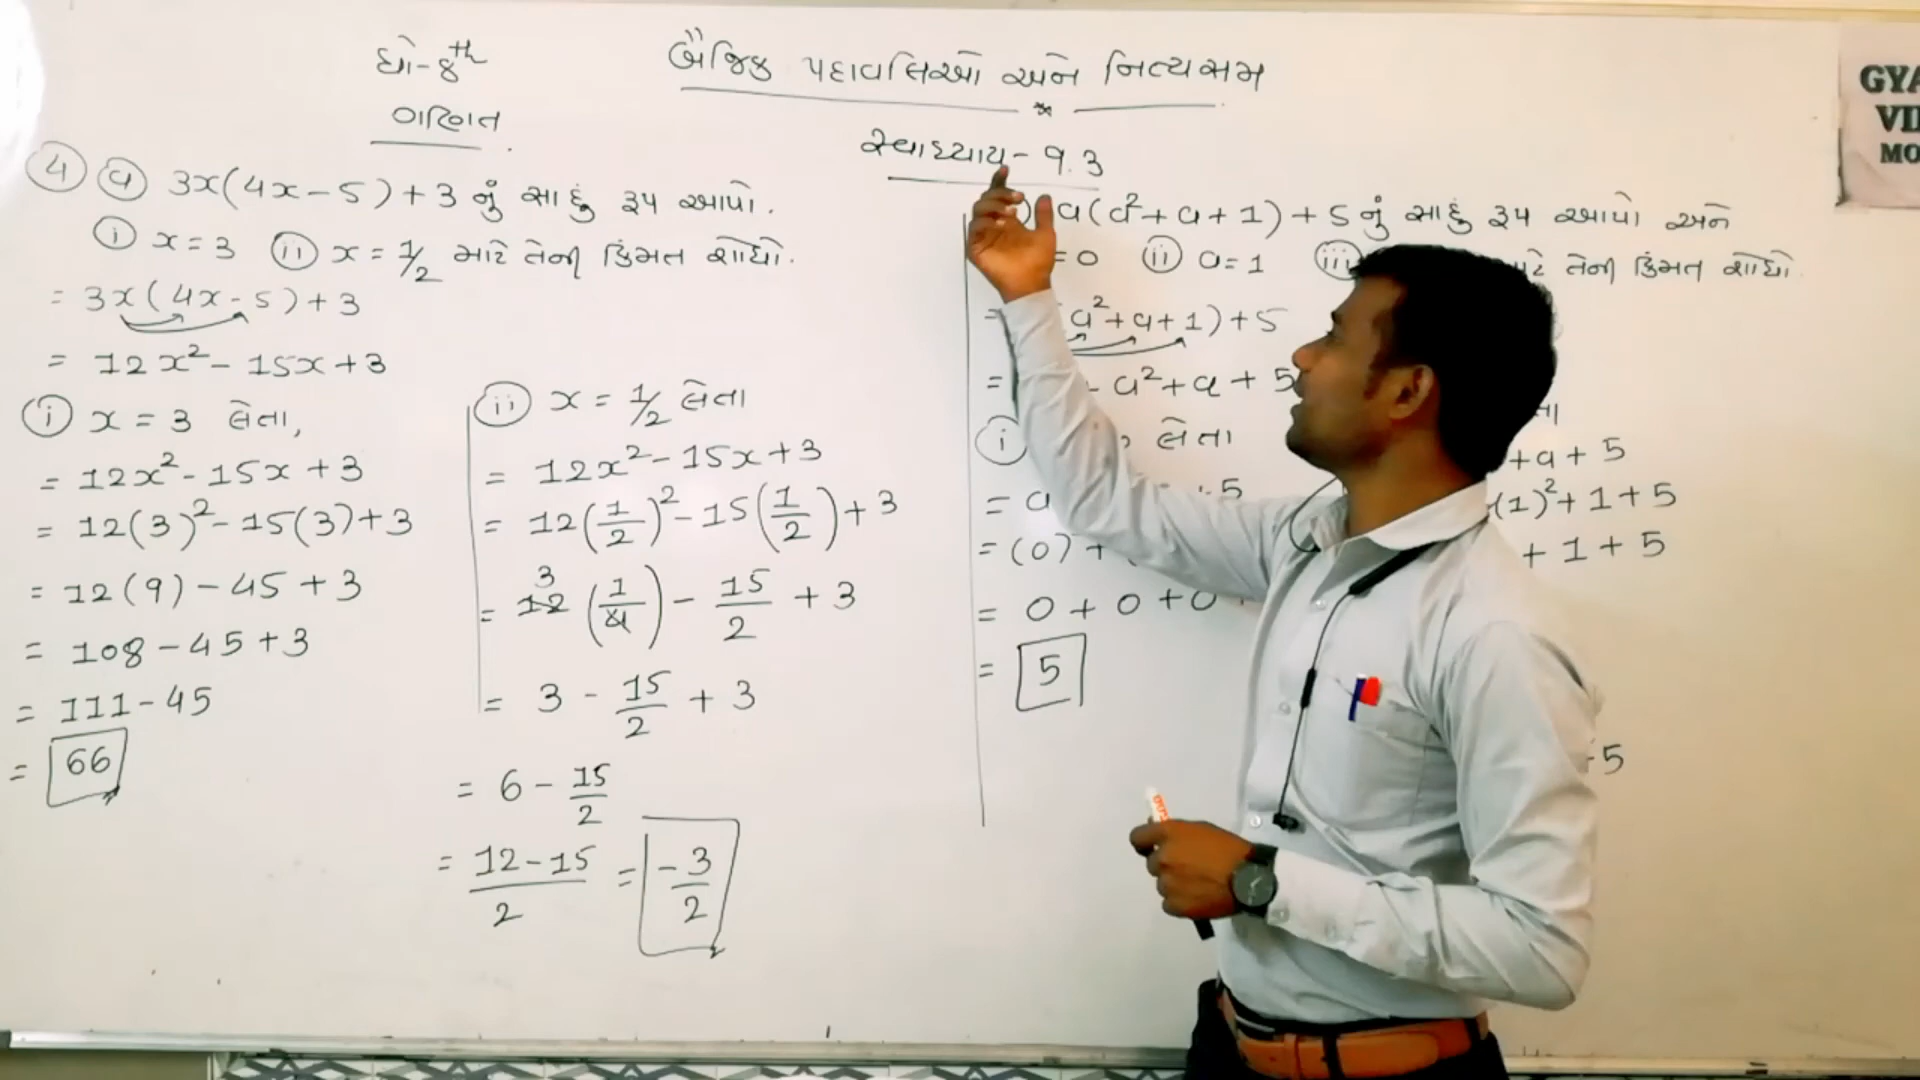 ધો-8th
ગણિત
બૈજિક પદાવલિઓ અને નિત્યસમ
સ્વાધ્યાય - 9.3
GYA
VI
MO
4 a 3x(4x-5)+3 નું સાદું રૂપ આપો.
i x=3 ii x=1/2 માટે તેની કિંમત શોધો.
= 3x(4x-5)+3
= 12x²-15x+3
i x = 3 લેતા,
= 12x²-15x+3
= 12(3)²-15(3)+3
= 12(9)-45+3
= 108-45+3
= 111-45
= 66
ii x = 1/2 લેતા
= 12x²-15x+3
= 12(1/2)²-15(1/2)+3
= 3 12 (1/4) - 15/2 + 3
= 3 - 15/2 + 3
= 6 - 15/2
= 12-15/2 = -3/2
a(a²+a+1)+5 નું સાદું રૂપ આપો અને
=0 ii a=1 iii તેની કિંમત શોધો.
= a²+a+1)+5
= a²+a+5
i લેતા
= a +5
= (0)+
= 0+0+0
= 5
+a+5
(1)²+1+5
+1+5
5